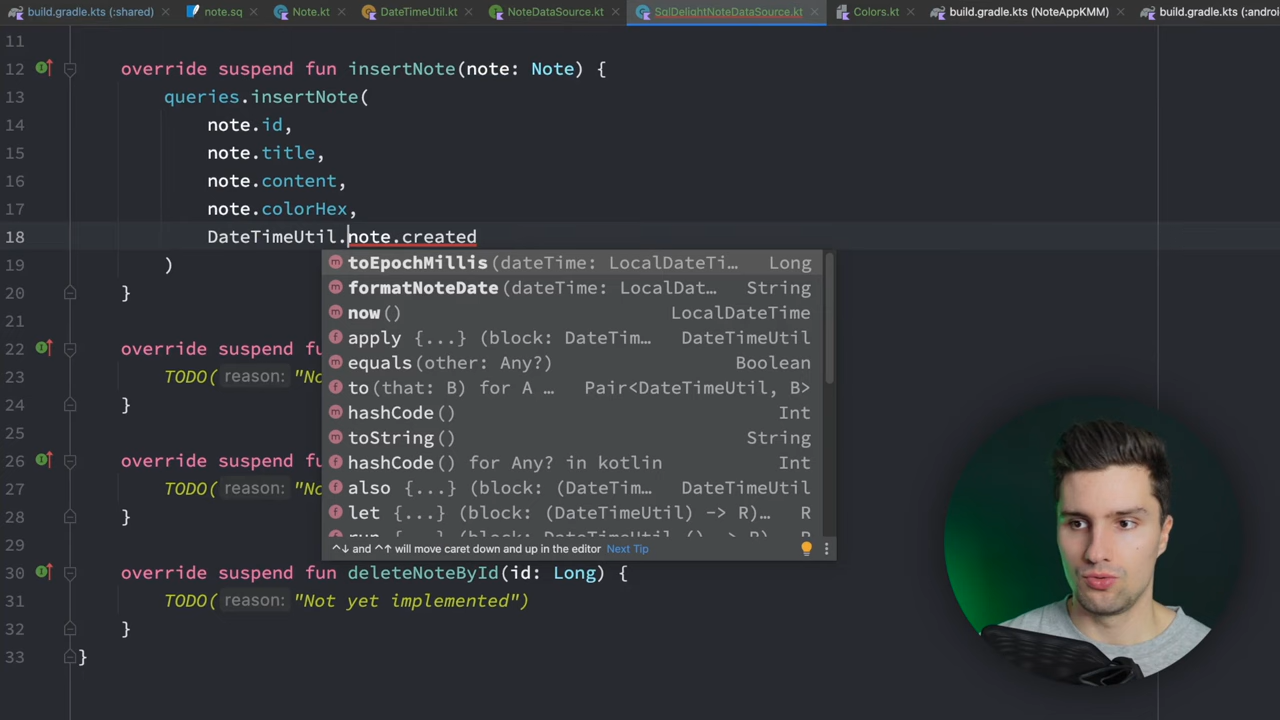 build.gradle.kts (:shared) note.sq Note.kt DateTimeUtil.kt NoteDataSource.kt SqlDelightNoteDataSource.kt Colors.kt build.gradle.kts (NoteAppKMM) build.gradle.kts (:androi
11
12 override suspend fun insertNote(note: Note) {
13 queries.insertNote(
14 note.id,
15 note.title,
16 note.content,
17 note.colorHex,
18 DateTimeUtil.note.created
19 )
toEpochMillis(dateTime: LocalDateTi… Long
20 }
formatNoteDate(dateTime: LocalDat… String
21
now() LocalDateTime
apply {...} (block: DateTim… DateTimeUtil
22 override suspend fu
equals(other: Any?) Boolean
23 TODO( reason: "No
to(that: B) for A … Pair<DateTimeUtil, B>
24 }
hashCode() Int
25
toString() String
26 override suspend fu
hashCode() for Any? in kotlin Int
27 TODO( reason: "No
also {...} (block: (DateTim… DateTimeUtil
28 }
let {...} (block: (DateTimeUtil) -> R)… R
run {...} (block: DateTimeUtil.() -> R) R
29
^↓ and ^↑ will move caret down and up in the editor Next Tip
30 override suspend fun deleteNoteById(id: Long) {
31 TODO( reason: "Not yet implemented")
32 }
33 }